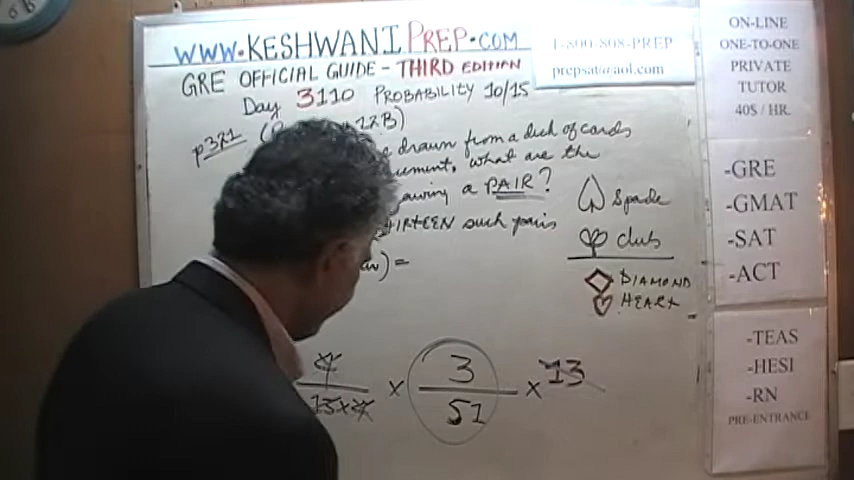 WWW.KESHWANIPREP.COM
GRE OFFICIAL GUIDE - THIRD EDITION
Day 3110 PROBABILITY 10/15
p321
drawn from a deck of cards
what are the
a PAIR?
such pairs
) =
4
3
51
× 13
×
Spade
club
DIAMOND
HEART
1-800-808-PREP
prepsat@aol.com
ON-LINE
ONE-TO-ONE
PRIVATE
TUTOR
40$ / HR.
-GRE
-GMAT
-SAT
-ACT
-TEAS
-HESI
-RN
PRE-ENTRANCE